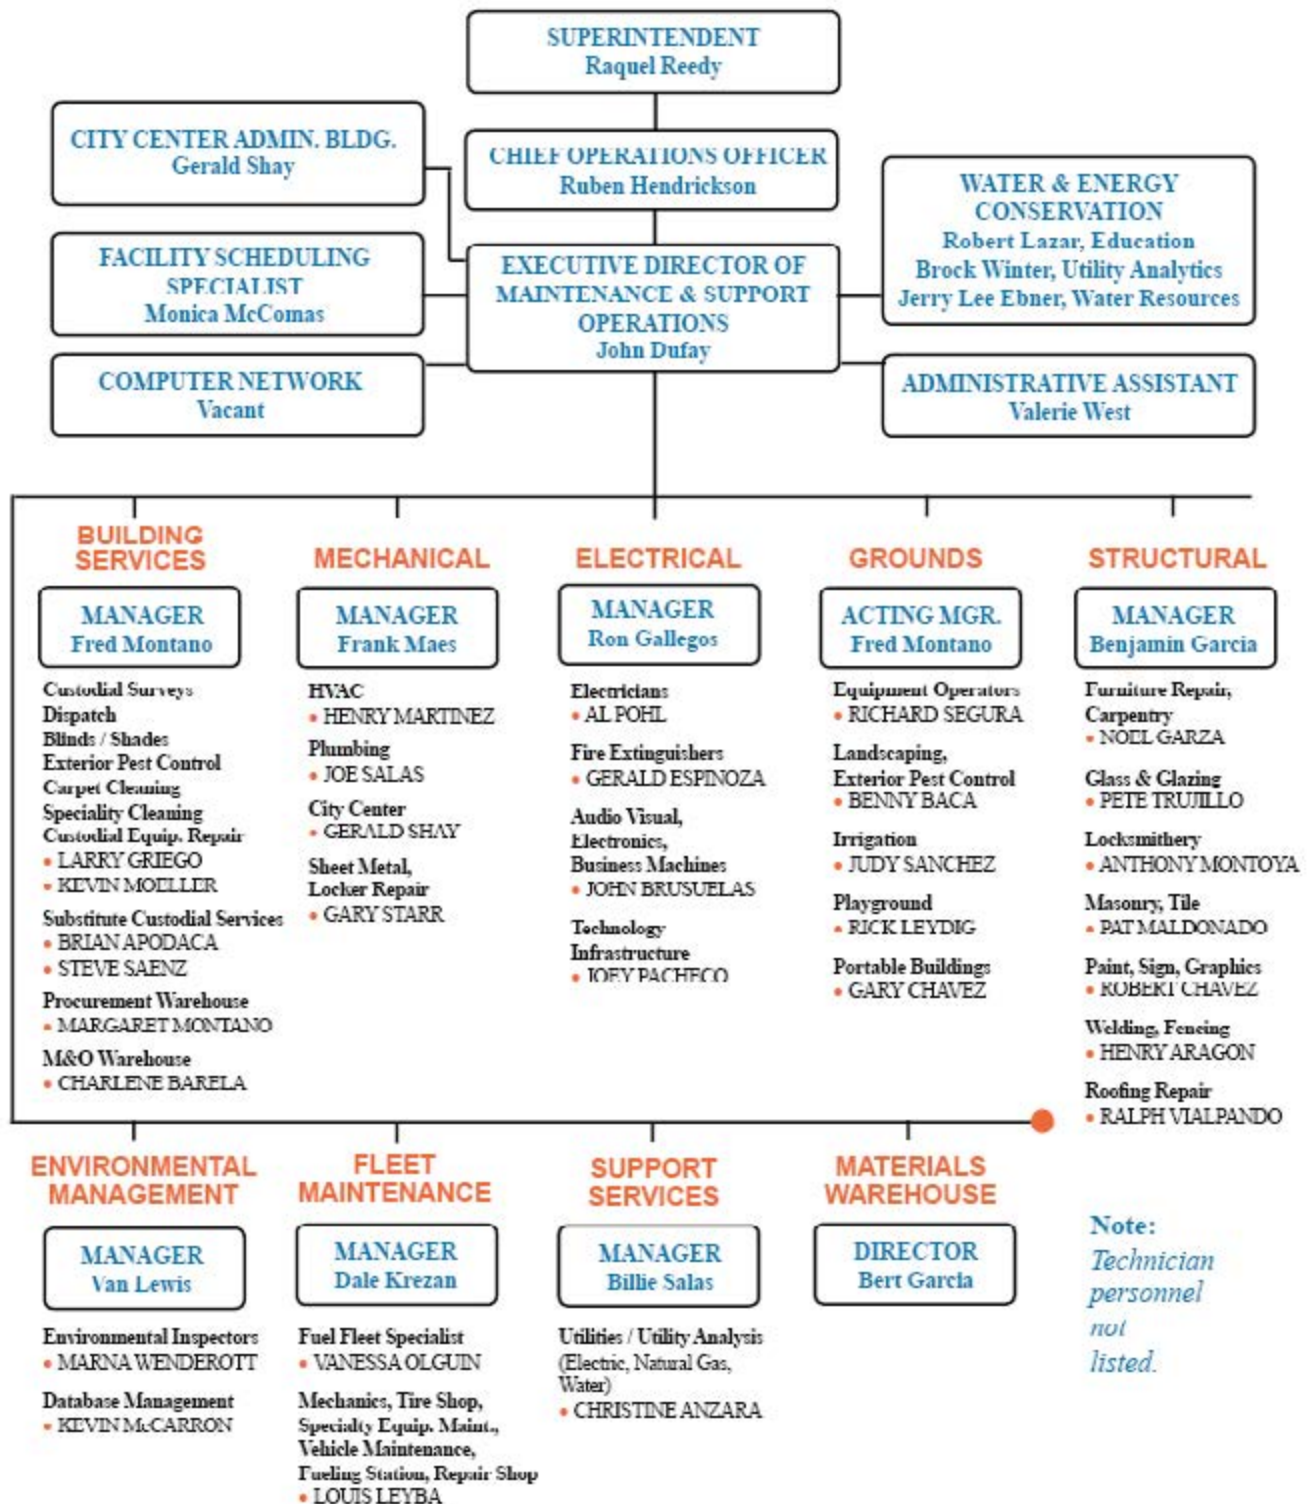 SUPERINTENDENT
Raquel Reedy
CITY CENTER ADMIN. BLDG.
Gerald Shay
CHIEF OPERATIONS OFFICER
Ruben Hendrickson
WATER & ENERGY
CONSERVATION
Robert Lazar, Education
Brock Winter, Utility Analytics
Jerry Lee Ebner, Water Resources
FACILITY SCHEDULING
SPECIALIST
Monica McComas
EXECUTIVE DIRECTOR OF
MAINTENANCE & SUPPORT
OPERATIONS
John Dufay
COMPUTER NETWORK
Vacant
ADMINISTRATIVE ASSISTANT
Valerie West
BUILDING
SERVICES
MANAGER
Fred Montano
Custodial Surveys
Dispatch
Blinds / Shades
Exterior Pest Control
Carpet Cleaning
Speciality Cleaning
Custodial Equip. Repair
• LARRY GRIEGO
• KEVIN MOELLER
Substitute Custodial Services
• BRIAN APODACA
• STEVE SAENZ
Procurement Warehouse
• MARGARET MONTANO
M&O Warehouse
• CHARLENE BARELA
MECHANICAL
MANAGER
Frank Maes
HVAC
• HENRY MARTINEZ
Plumbing
• JOE SALAS
City Center
• GERALD SHAY
Sheet Metal,
Locker Repair
• GARY STARR
ELECTRICAL
MANAGER
Ron Gallegos
Electricians
• AL POHL
Fire Extinguishers
• GERALD ESPINOZA
Audio Visual,
Electronics,
Business Machines
• JOHN BRUSUELAS
Technology
Infrastructure
• JOEY PACHECO
GROUNDS
ACTING MGR.
Fred Montano
Equipment Operators
• RICHARD SEGURA
Landscaping,
Exterior Pest Control
• BENNY BACA
Irrigation
• JUDY SANCHEZ
Playground
• RICK LEYDIG
Portable Buildings
• GARY CHAVEZ
STRUCTURAL
MANAGER
Benjamin Garcia
Furniture Repair,
Carpentry
• NOEL GARZA
Glass & Glazing
• PETE TRUJILLO
Locksmithery
• ANTHONY MONTOYA
Masonry, Tile
• PAT MALDONADO
Paint, Sign, Graphics
• ROBERT CHAVEZ
Welding, Fencing
• HENRY ARAGON
Roofing Repair
• RALPH VIALPANDO
ENVIRONMENTAL
MANAGEMENT
MANAGER
Van Lewis
Environmental Inspectors
• MARNA WENDEROTT
Database Management
• KEVIN McCARRON
FLEET
MAINTENANCE
MANAGER
Dale Krezan
Fuel Fleet Specialist
• VANESSA OLGUIN
Mechanics, Tire Shop,
Specialty Equip. Maint.,
Vehicle Maintenance,
Fueling Station, Repair Shop
• LOUIS LEYBA
SUPPORT
SERVICES
MANAGER
Billie Salas
Utilities / Utility Analysis
(Electric, Natural Gas,
Water)
• CHRISTINE ANZARA
MATERIALS
WAREHOUSE
DIRECTOR
Bert Garcia
Note:
Technician
personnel
not
listed.